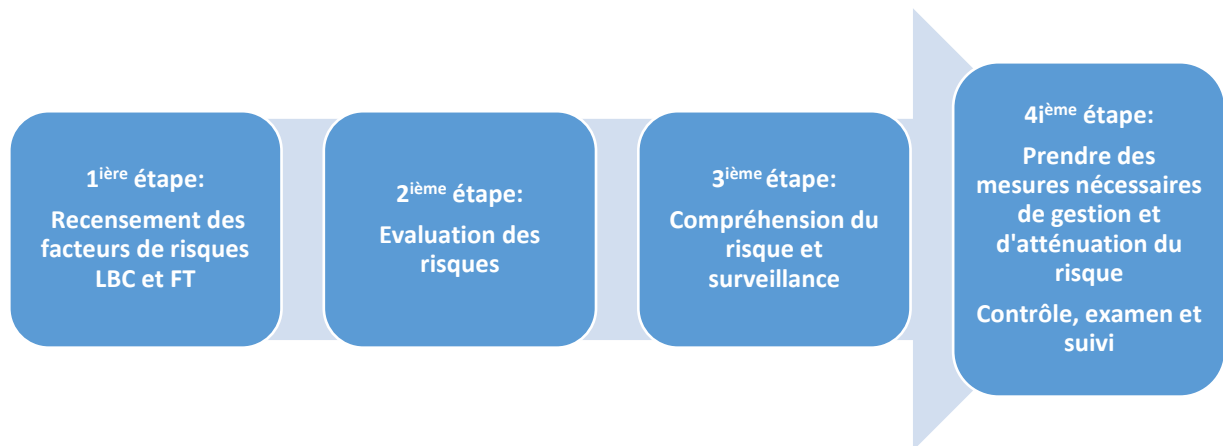 1ière étape:
Recensement des
facteurs de risques
LBC et FT
2ième étape:
Evaluation des
risques
3ième étape:
Compréhension du
risque et
surveillance
4ième étape:
Prendre des
mesures nécessaires
de gestion et
d'atténuation du
risque
Contrôle, examen et
suivi